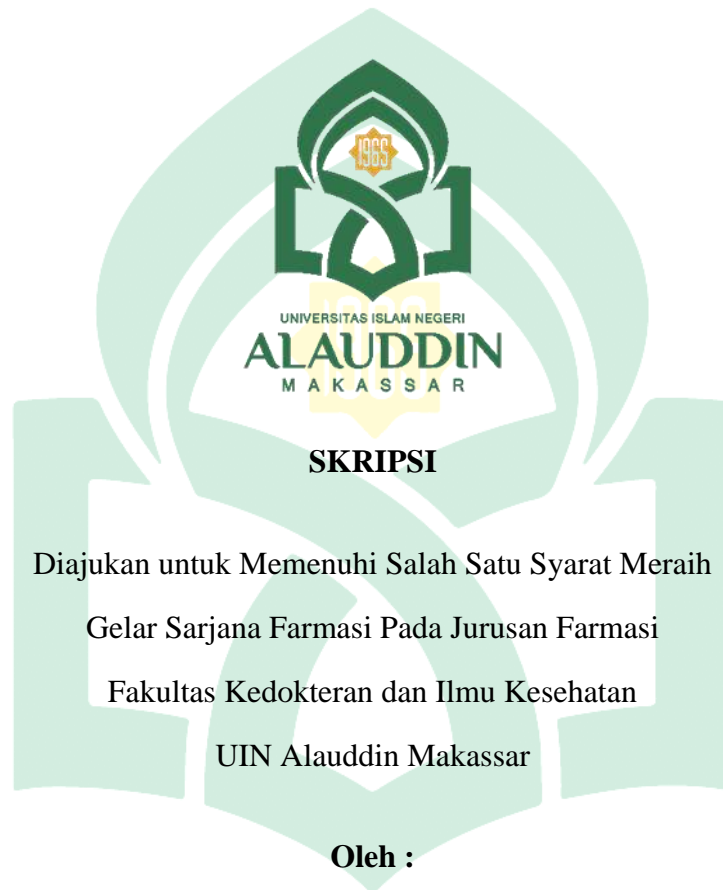 1965
UNIVERSITAS ISLAM NEGERI
ALAUDDIN
MAKASSAR
SKRIPSI
Diajukan untuk Memenuhi Salah Satu Syarat Meraih
Gelar Sarjana Farmasi Pada Jurusan Farmasi
Fakultas Kedokteran dan Ilmu Kesehatan
UIN Alauddin Makassar
Oleh :